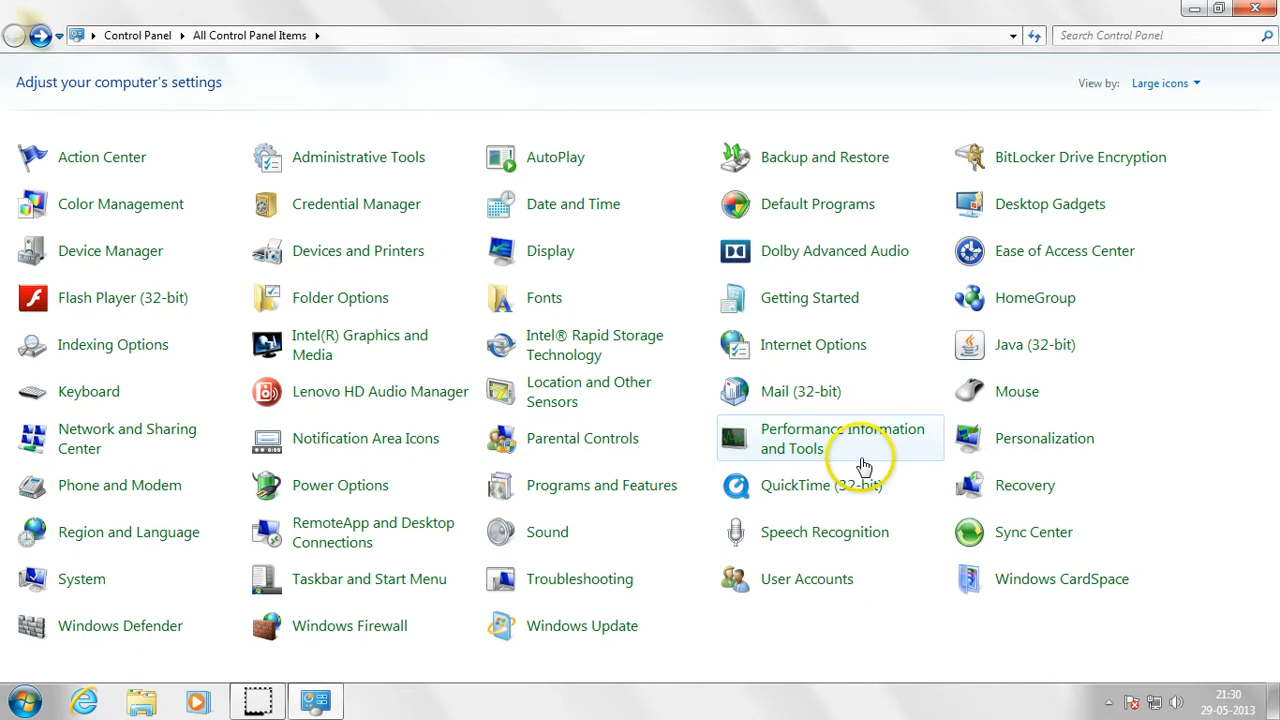 Control Panel All Control Panel Items Search Control Panel
Adjust your computer's settings View by: Large icons
Action Center Administrative Tools AutoPlay Backup and Restore BitLocker Drive Encryption
Color Management Credential Manager Date and Time Default Programs Desktop Gadgets
Device Manager Devices and Printers Display Dolby Advanced Audio Ease of Access Center
Flash Player (32-bit) Folder Options Fonts Getting Started HomeGroup
Indexing Options Intel(R) Graphics and Media Intel® Rapid Storage Technology Internet Options Java (32-bit)
Keyboard Lenovo HD Audio Manager Location and Other Sensors Mail (32-bit) Mouse
Network and Sharing Center Notification Area Icons Parental Controls Performance Information and Tools Personalization
Phone and Modem Power Options Programs and Features QuickTime (32-bit) Recovery
Region and Language RemoteApp and Desktop Connections Sound Speech Recognition Sync Center
System Taskbar and Start Menu Troubleshooting User Accounts Windows CardSpace
Windows Defender Windows Firewall Windows Update
21:30
29-05-2013